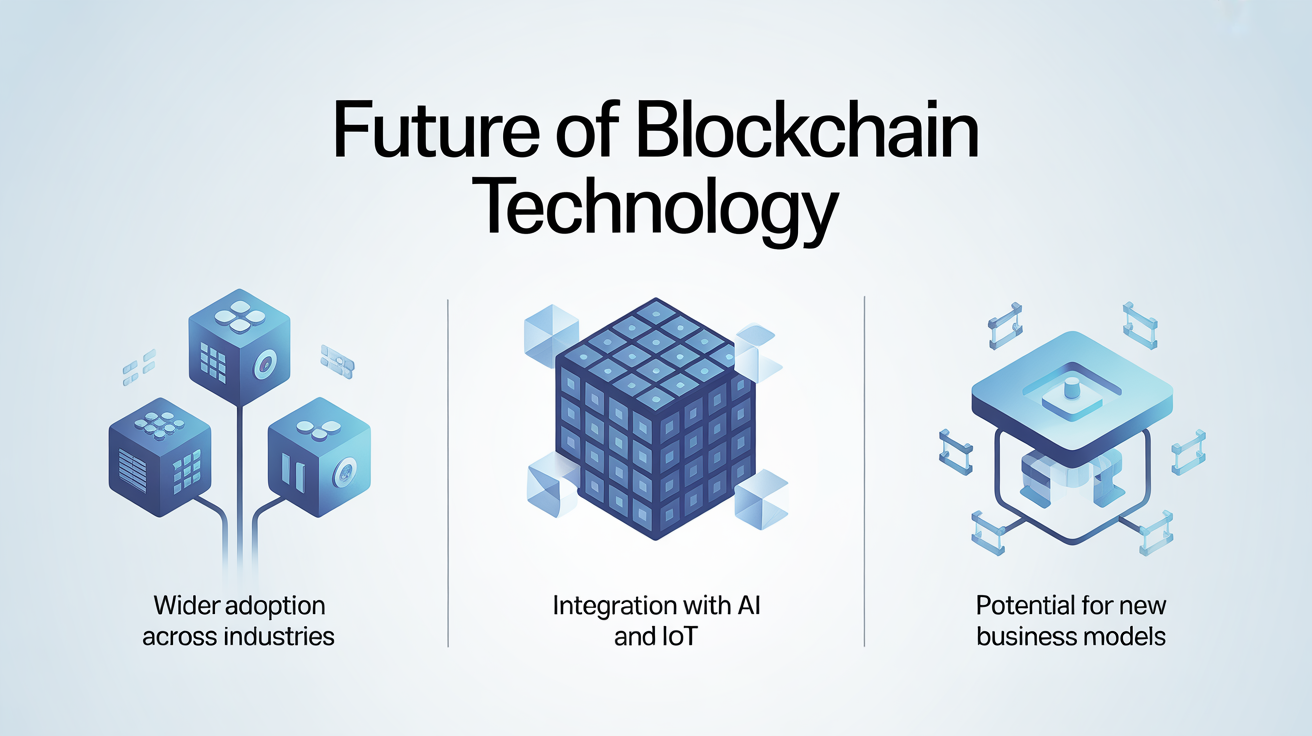 Future of Blockchain
Technology
Wider adoption
across industries
Integration with AI
and IoT
Potential for new
business models